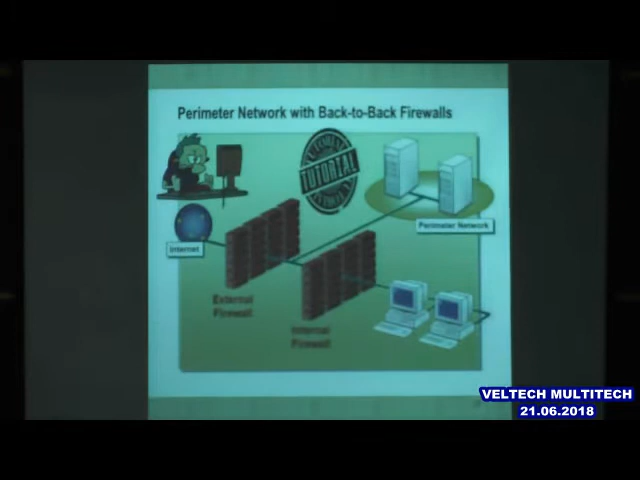 Perimeter Network with Back-to-Back Firewalls
TUTORIAL
Perimeter Network
Internet
External
Firewall
Internal
Firewall
VELTECH MULTITECH
21.06.2018